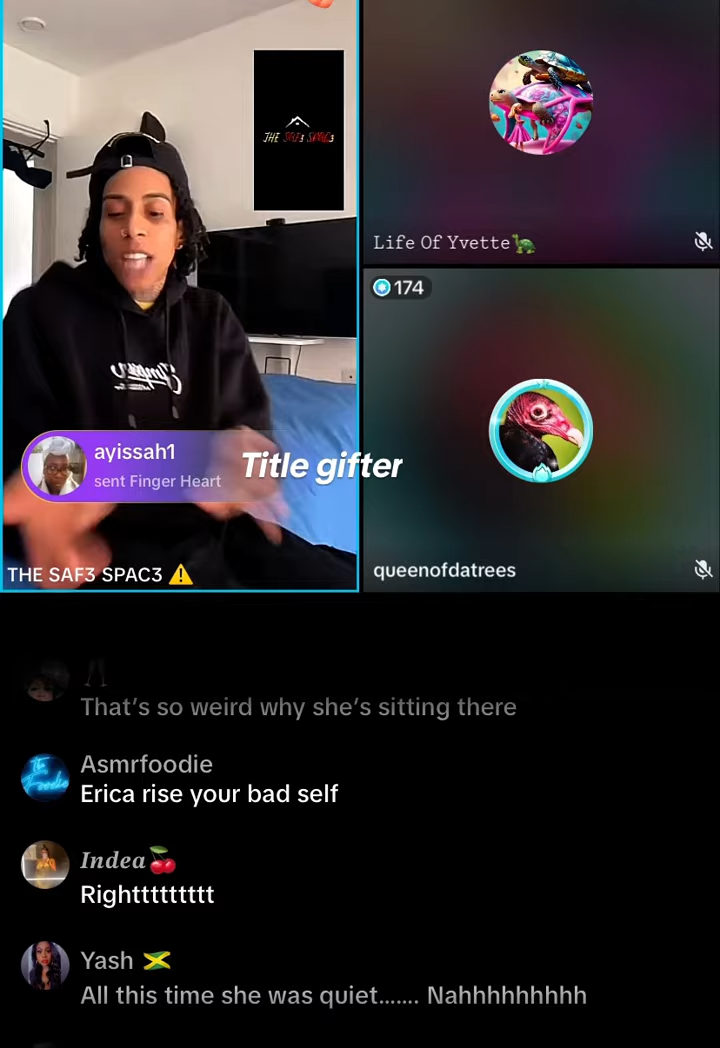 THE SAF3 SPAC3
Life Of Yvette🐢
174
ayissah1
sent Finger Heart
Title gifter
THE SAF3 SPAC3 ⚠️
queenofdatrees
That’s so weird why she’s sitting there
Asmrfoodie
Erica rise your bad self
Indea🍒
Righttttttttt
Yash 🇯🇲
All this time she was quiet....... Nahhhhhhhhh